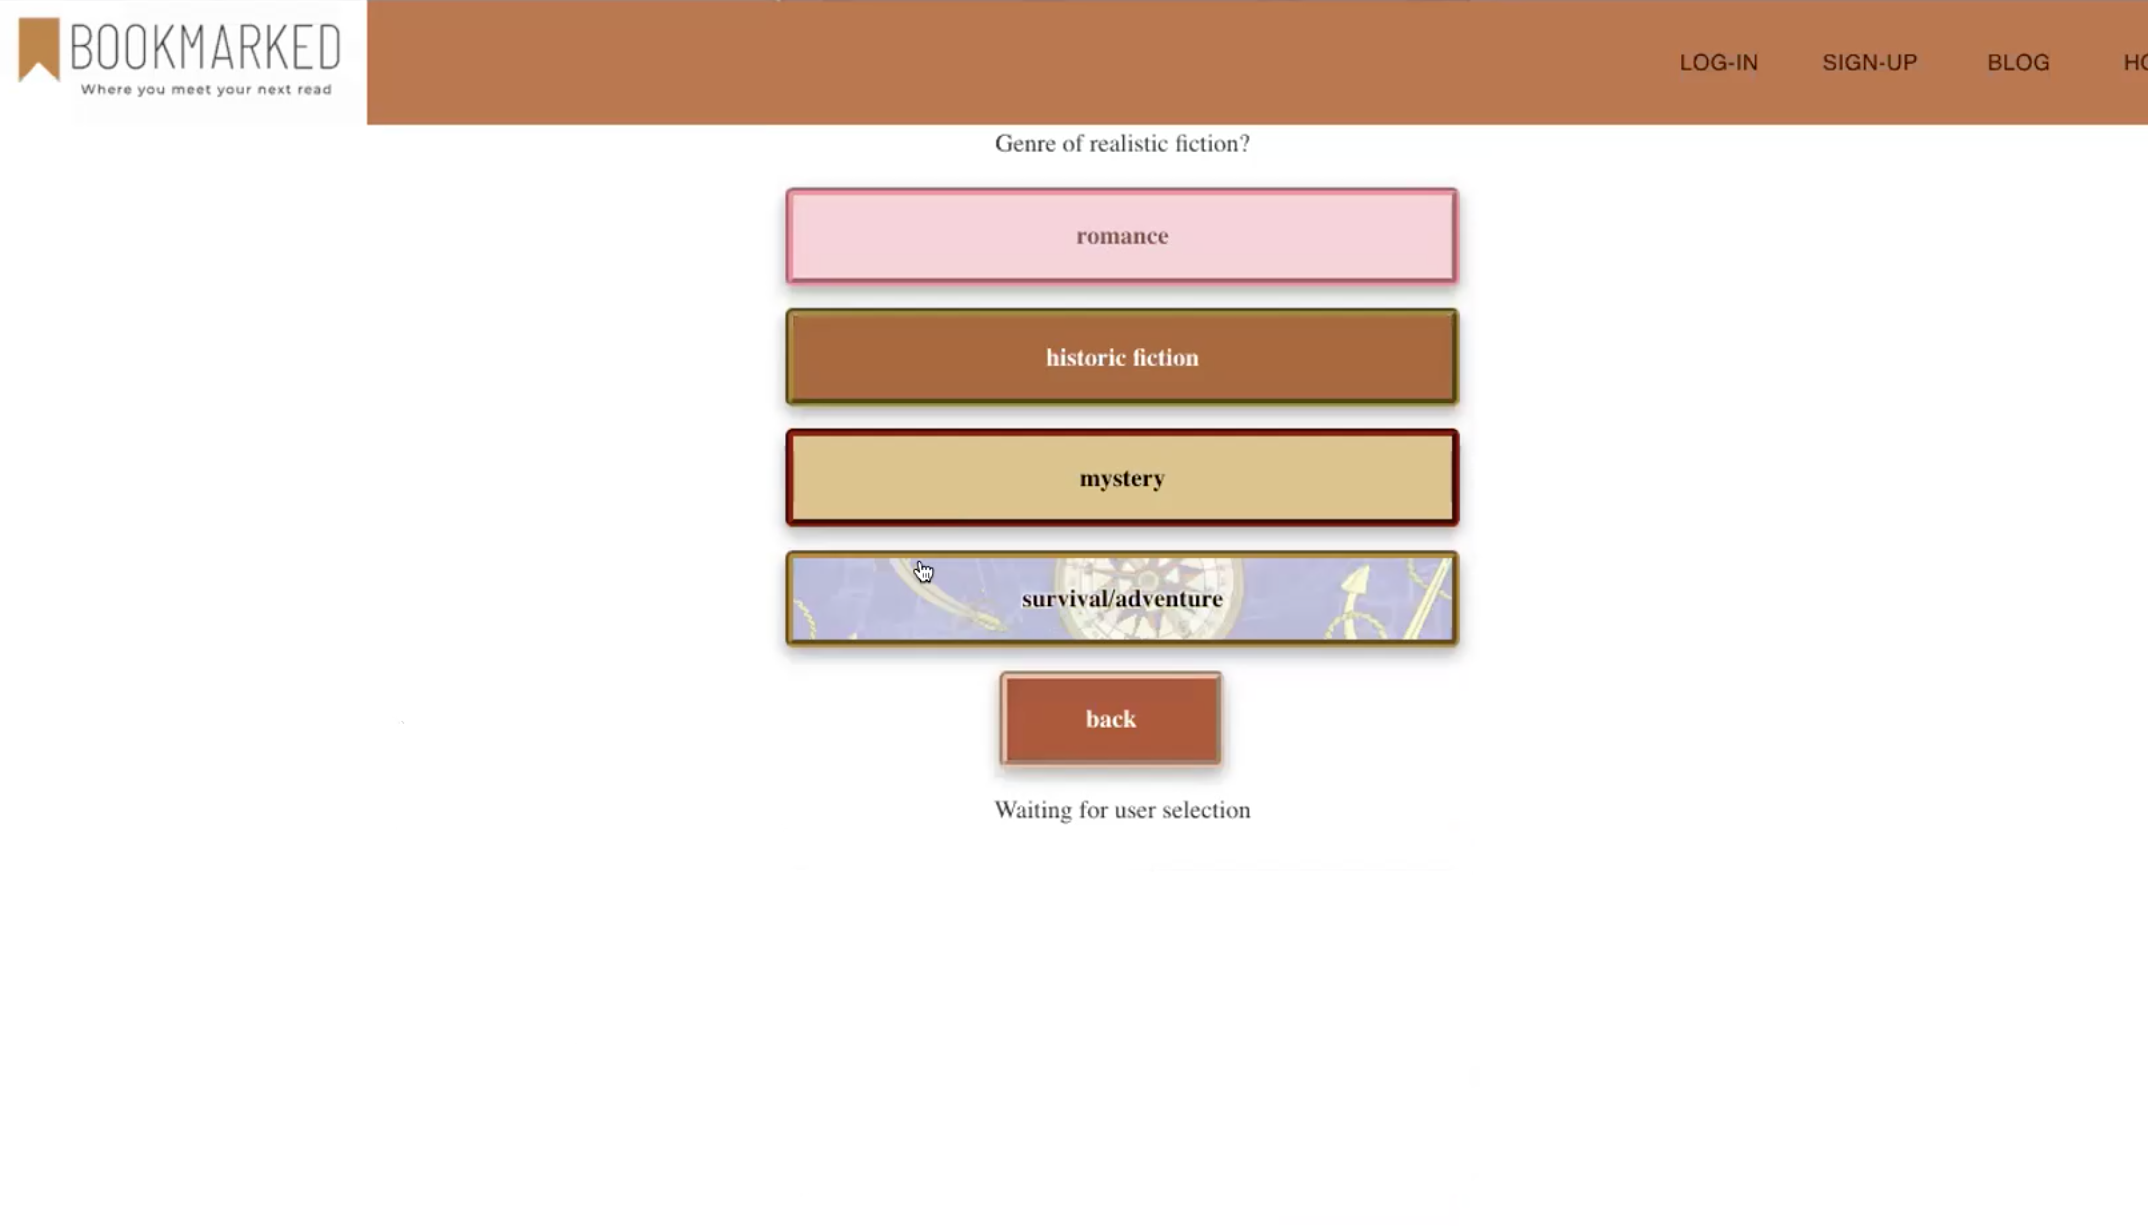 BOOKMARKED
Where you meet your next read
LOG-IN SIGN-UP BLOG
Genre of realistic fiction?
romance
historic fiction
mystery
survival/adventure
back
Waiting for user selection